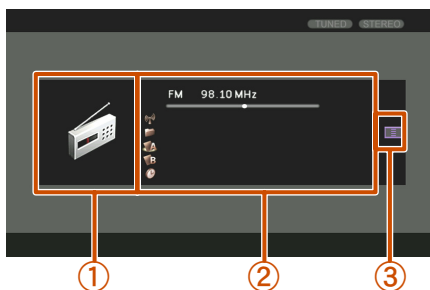 TUNED STEREO
FM 98.10 MHz
A
B
① ② ③